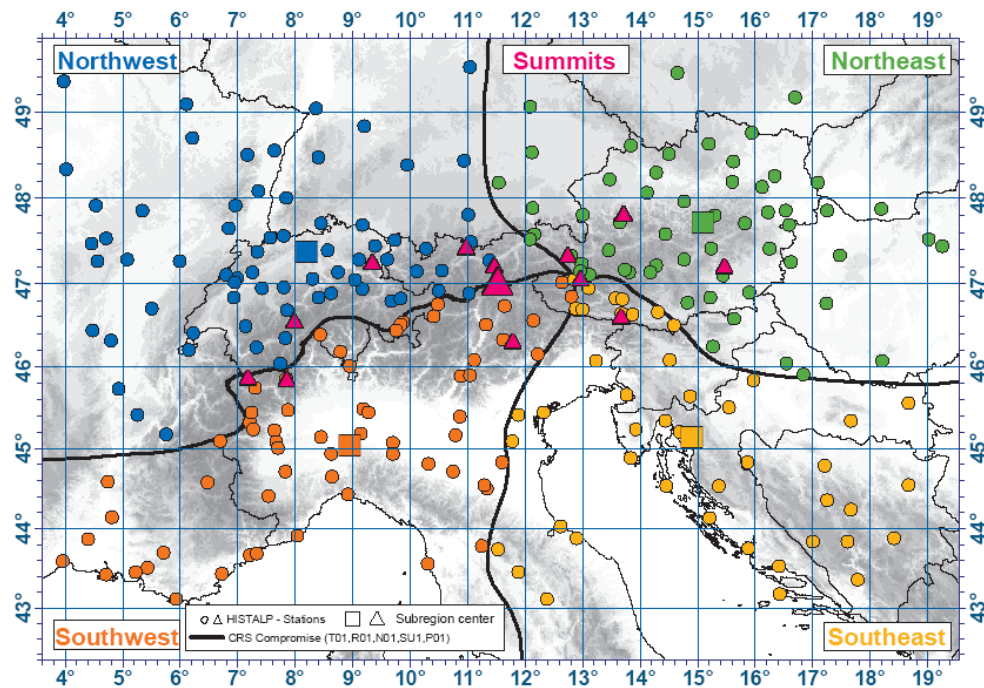 4° 5° 6° 7° 8° 9° 10° 11° 12° 13° 14° 15° 16° 17° 18° 19°
Northwest Summits Northeast
49° 49°
48° 48°
47° 47°
46° 46°
45° 45°
44° 44°
43° 43°
HISTALP - Stations Subregion center
CRS Compromise (T01,R01,N01,SU1,P01)
Southwest Southeast
4° 5° 6° 7° 8° 9° 10° 11° 12° 13° 14° 15° 16° 17° 18° 19°